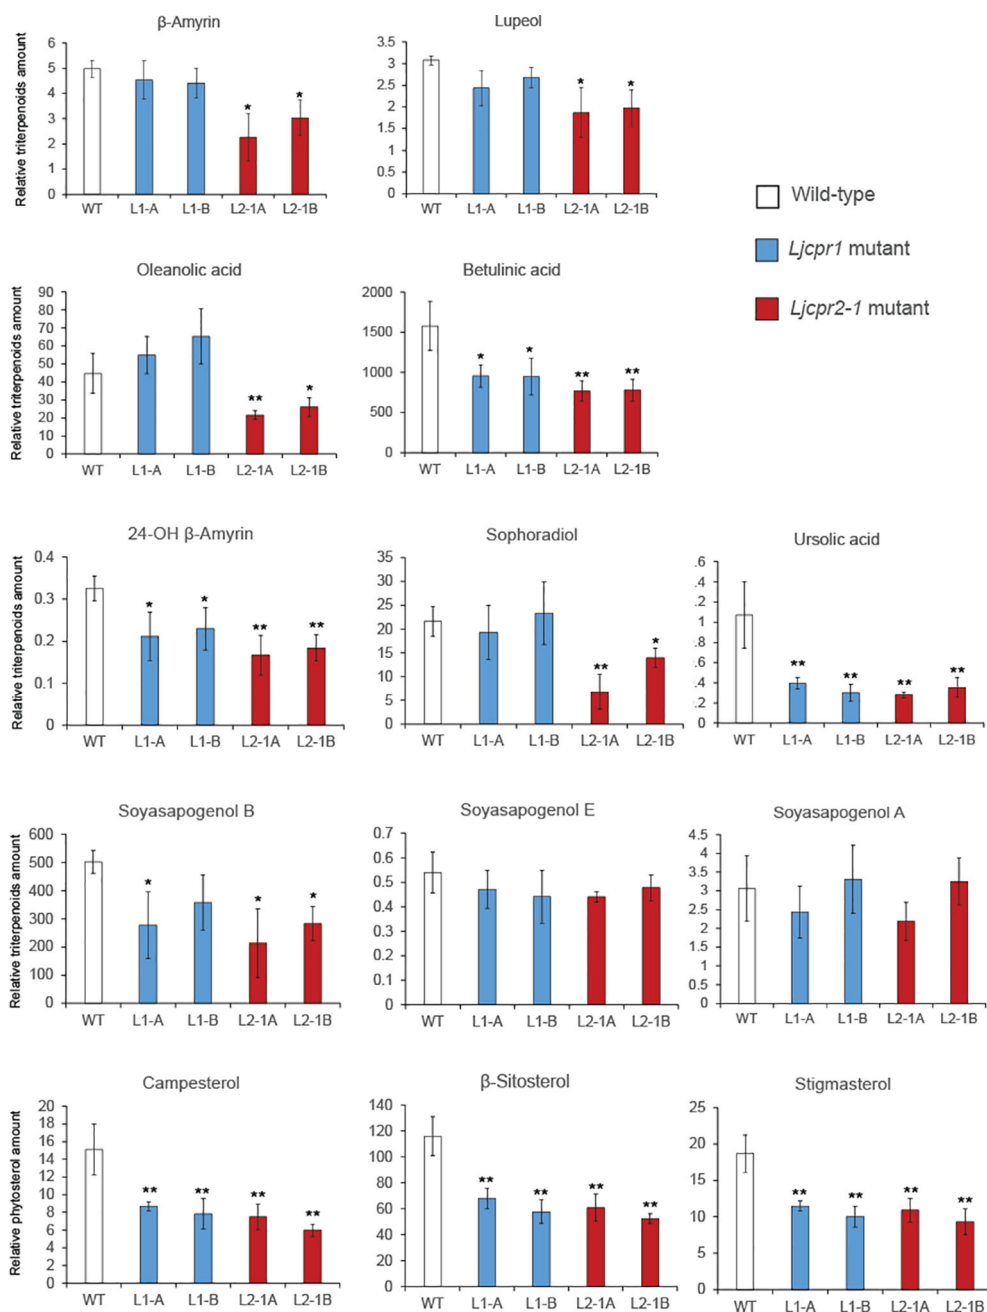 β-Amyrin
Relative triterpenoids amount
6
5
4
3
2
1
0
* *
WT L1-A L1-B L2-1A L2-1B
Lupeol
3.5
3
2.5
2
1.5
1
0.5
0
* *
WT L1-A L1-B L2-1A L2-1B
Wild-type
Ljcpr1 mutant
Ljcpr2-1 mutant
Oleanolic acid
Relative triterpenoids amount
90
80
70
60
50
40
30
20
10
0
** *
WT L1-A L1-B L2-1A L2-1B
Betulinic acid
2000
1500
1000
500
0
* * ** **
WT L1-A L1-B L2-1A L2-1B
24-OH β-Amyrin
Relative triterpenoids amount
0.4
0.3
0.2
0.1
0
* * ** **
WT L1-A L1-B L2-1A L2-1B
Sophoradiol
35
30
25
20
15
10
5
0
** *
WT L1-A L1-B L2-1A L2-1B
Ursolic acid
.6
.4
.2
1
.8
.6
.4
.2
0
** ** ** **
WT L1-A L1-B L2-1A L2-1B
Soyasapogenol B
Relative triterpenoids amount
600
500
400
300
200
100
0
* * *
WT L1-A L1-B L2-1A L2-1B
Soyasapogenol E
0.7
0.6
0.5
0.4
0.3
0.2
0.1
0
WT L1-A L1-B L2-1A L2-1B
Soyasapogenol A
4.5
4
3.5
3
2.5
2
1.5
1
0.5
0
WT L1-A L1-B L2-1A L2-1B
Campesterol
Relative phytosterol amount
20
18
16
14
12
10
8
6
4
2
0
** ** ** **
WT L1-A L1-B L2-1A L2-1B
β-Sitosterol
140
120
100
80
60
40
20
0
** ** ** **
WT L1-A L1-B L2-1A L2-1B
Stigmasterol
25
20
15
10
5
0
** ** ** **
WT L1-A L1-B L2-1A L2-1B